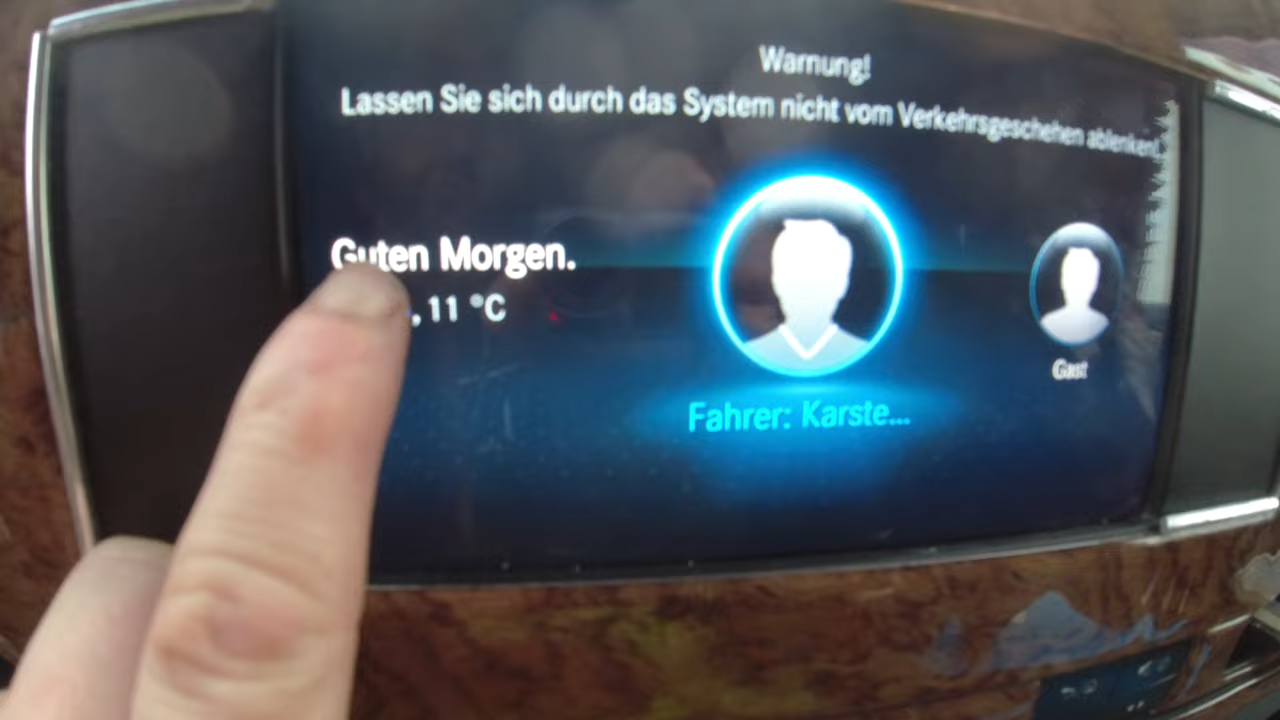 Warnung!
Lassen Sie sich durch das System nicht vom Verkehrsgeschehen ablenken!
Guten Morgen.
, 11 °C
Fahrer: Karste...
Gast